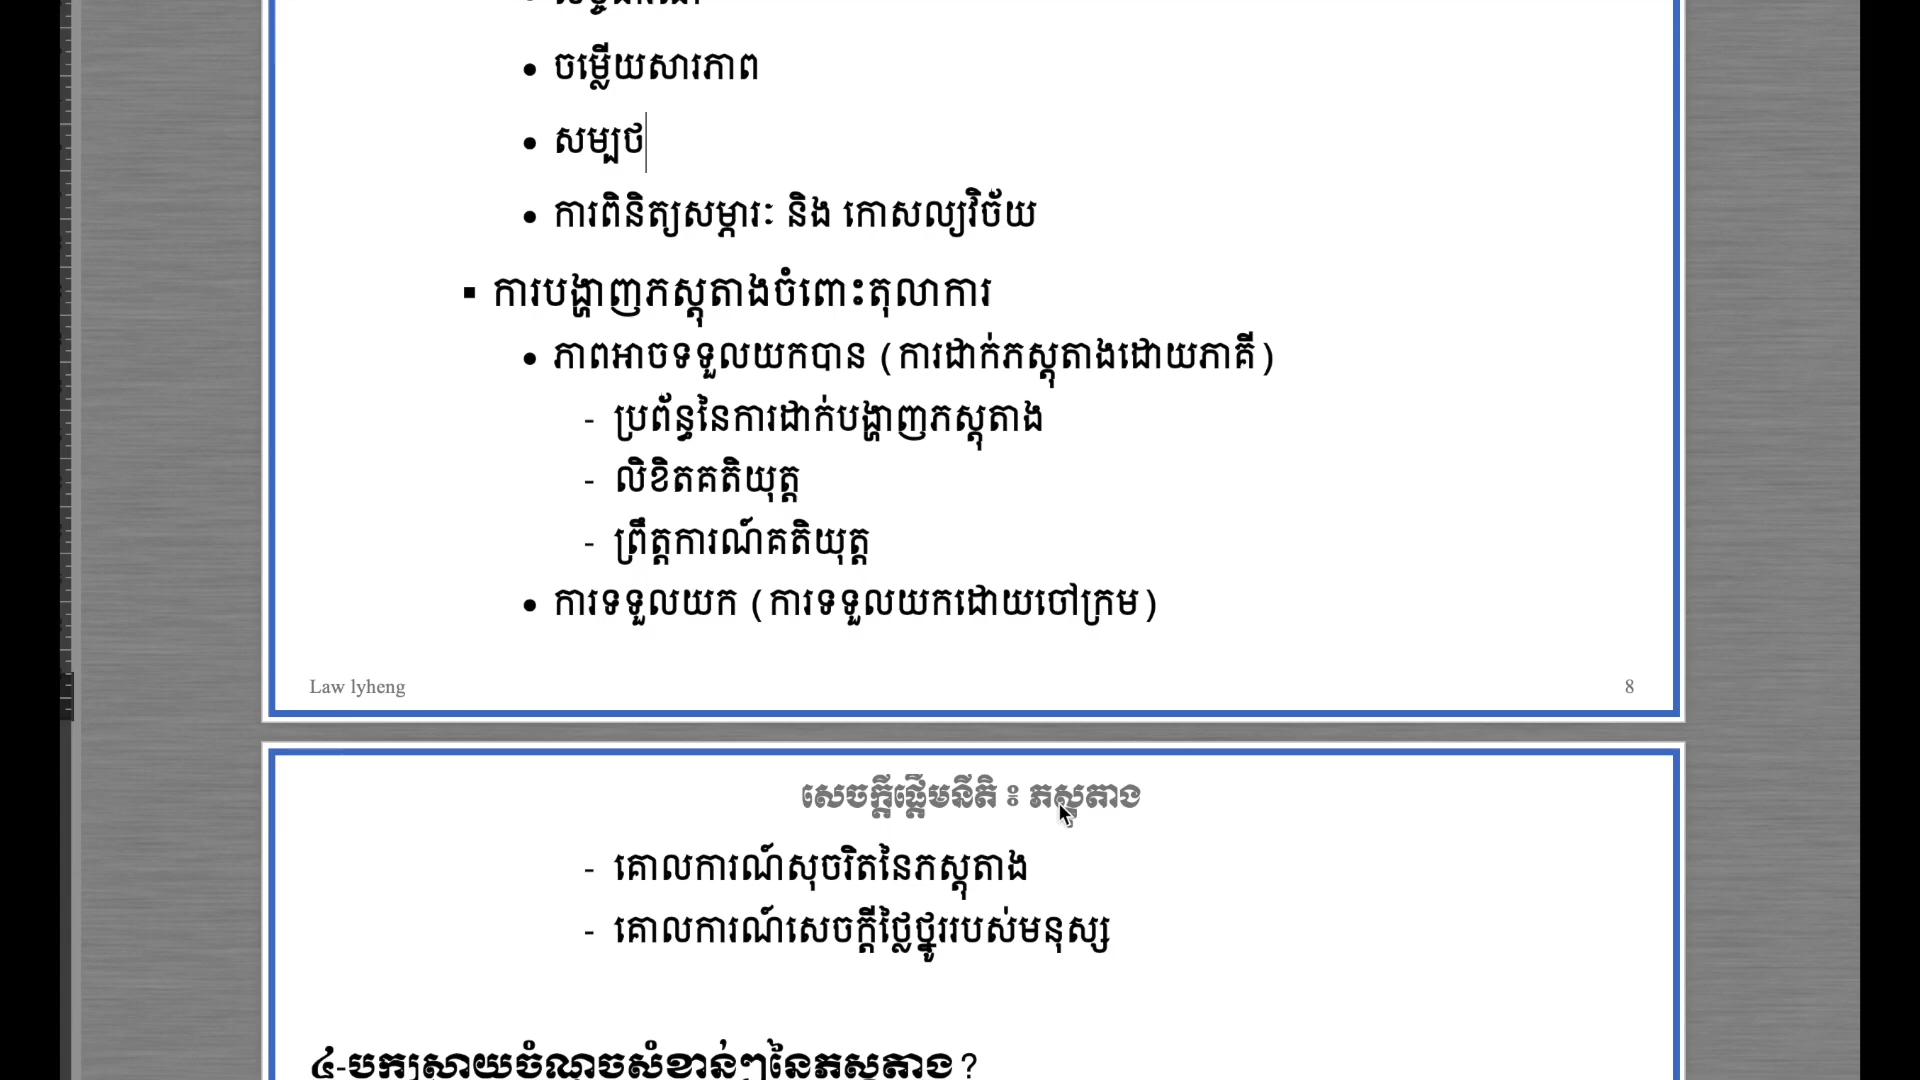 • ចម្លើយសារភាព
• សម្បថ
• ការពិនិត្យសម្ភារៈ និង កោសល្យវិច័យ
▪ ការបង្ហាញភស្តុតាងចំពោះតុលាការ
• ភាពអាចទទួលយកបាន (ការដាក់ភស្តុតាងដោយភាគី)
- ប្រព័ន្ធនៃការដាក់បង្ហាញភស្តុតាង
- លិខិតគតិយុត្ត
- ព្រឹត្តការណ៍គតិយុត្ត
• ការទទួលយក (ការទទួលយកដោយចៅក្រម)
Law lyheng 8
សេចក្តីផ្តើមនីតិ ៖ ភស្តុតាង
- គោលការណ៍សុចរិតនៃភស្តុតាង
- គោលការណ៍សេចក្តីថ្លៃថ្នូររបស់មនុស្ស
៤-បកស្រាយចំណុចសំខាន់ៗនៃភស្តុតាង?